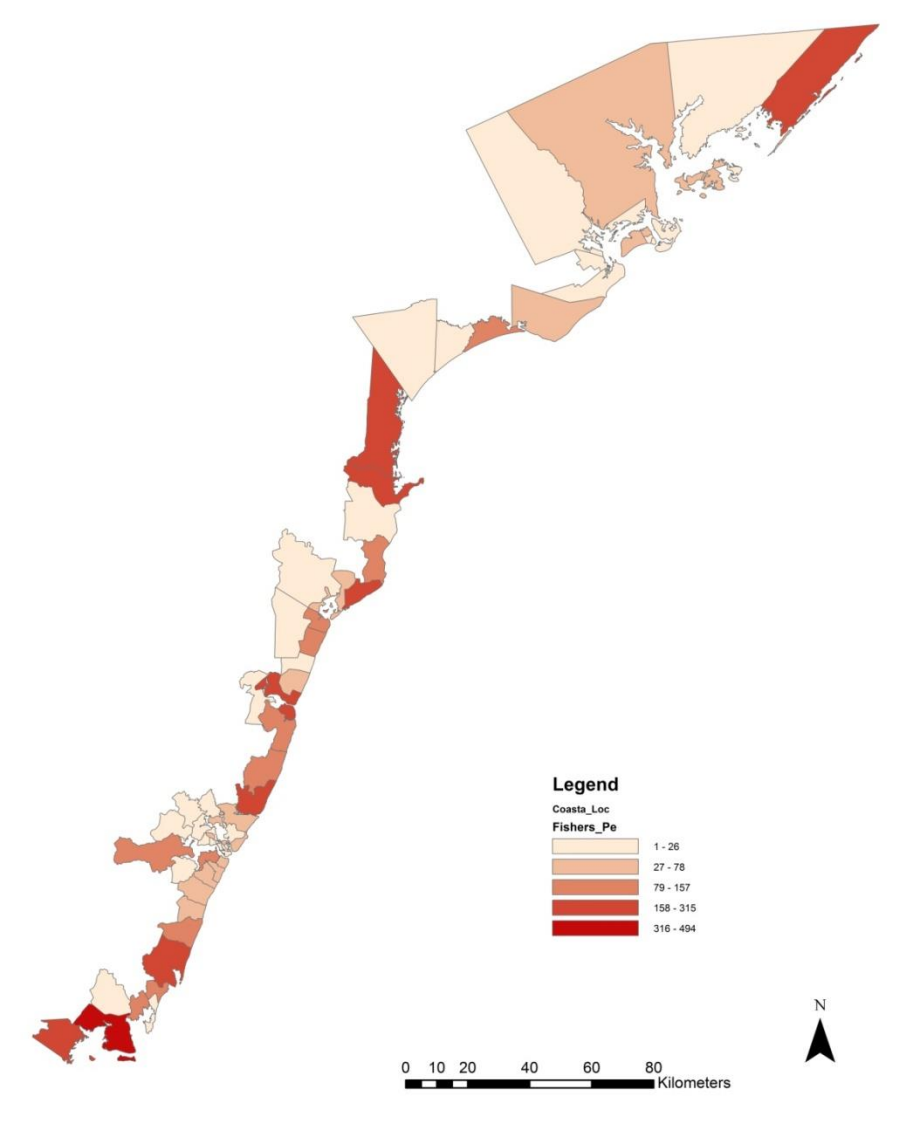 Legend
Coasta_Loc
Fishers_Pe
1 - 26
27 - 78
79 - 157
158 - 315
316 - 494
N
0 10 20 40 60 80
Kilometers